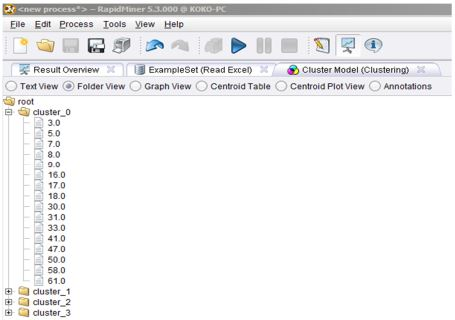 <new process*> – RapidMiner 5.3.000 @ KOKO-PC
File Edit Process Tools View Help
Result Overview ExampleSet (Read Excel) Cluster Model (Clustering)
Text View Folder View Graph View Centroid Table Centroid Plot View Annotations
root
cluster_0
3.0
5.0
7.0
8.0
9.0
16.0
17.0
18.0
30.0
31.0
33.0
41.0
47.0
50.0
58.0
61.0
cluster_1
cluster_2
cluster_3